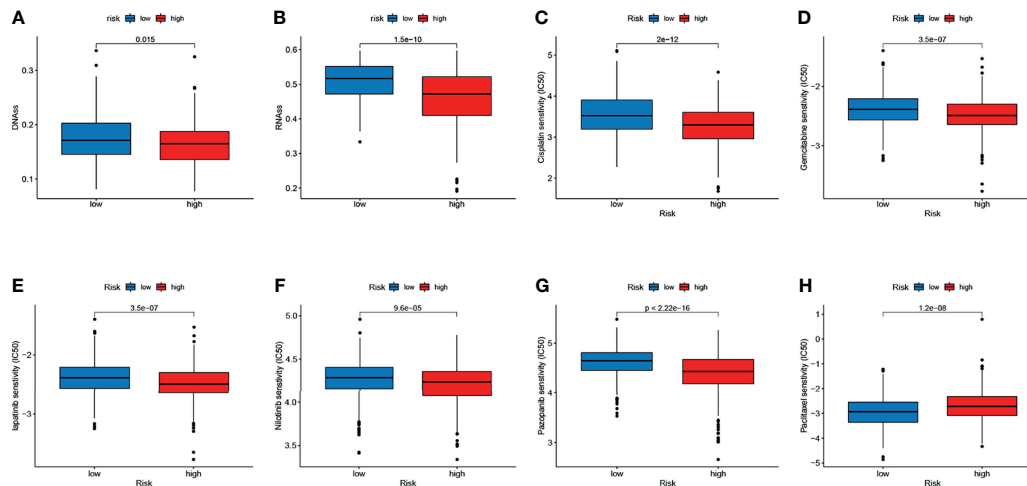 A
risk low high
0.015
DNAss
0.3
0.2
0.1
low high
B
risk low high
1.5e-10
RNAss
0.6
0.5
0.4
0.3
0.2
low high
C
Risk low high
2e-12
Cisplatin senstivity (IC50)
5
4
3
2
low high
Risk
D
Risk low high
3.5e-07
Gemcitabine senstivity (IC50)
−2
−3
low high
Risk
E
Risk low high
3.5e-07
lapatinib senstivity (IC50)
−2
−3
low high
Risk
F
Risk low high
9.6e-05
Nilotinib senstivity (IC50)
5.0
4.5
4.0
3.5
low high
Risk
G
Risk low high
p < 2.22e-16
Pazopanib senstivity (IC50)
5
4
3
low high
Risk
H
Risk low high
1.2e-08
Paclitaxel senstivity (IC50)
1
0
−1
−2
−3
−4
−5
low high
Risk